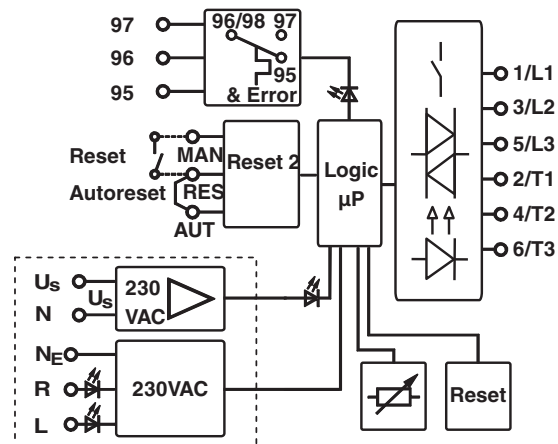 97
96
95
96/98 97
95
& Error
Reset
Autoreset
MAN
RES
AUT
Reset 2
Logic
µP
1/L1
3/L2
5/L3
2/T1
4/T2
6/T3
Us
N
Us
230
VAC
NE
R
L
230VAC
Reset